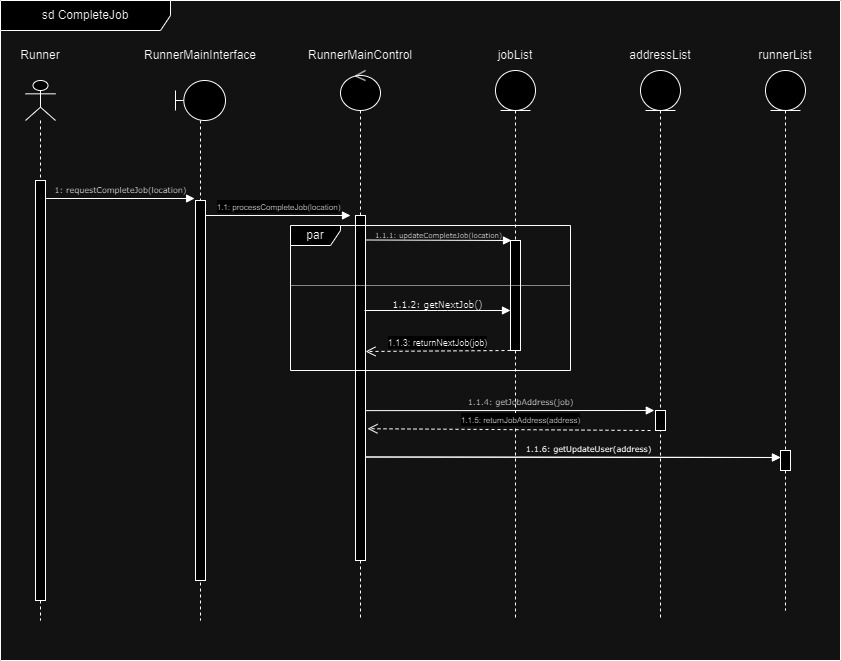 sd CompleteJob
Runner
RunnerMainInterface
RunnerMainControl
jobList
addressList
runnerList
1: requestCompleteJob(location)
1.1: processCompleteJob(location)
par
1.1.1: updateCompleteJob(location)
1.1.2: getNextJob()
1.1.3: returnNextJob(job)
1.1.4: getJobAddress(job)
1.1.5: returnJobAddress(address)
1.1.6: getUpdateUser(address)